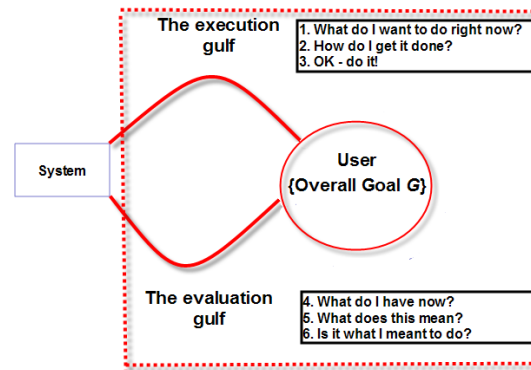 The execution
gulf
1. What do I want to do right now?
2. How do I get it done?
3. OK - do it!
System
User
{Overall Goal G}
The evaluation
gulf
4. What do I have now?
5. What does this mean?
6. Is it what I meant to do?